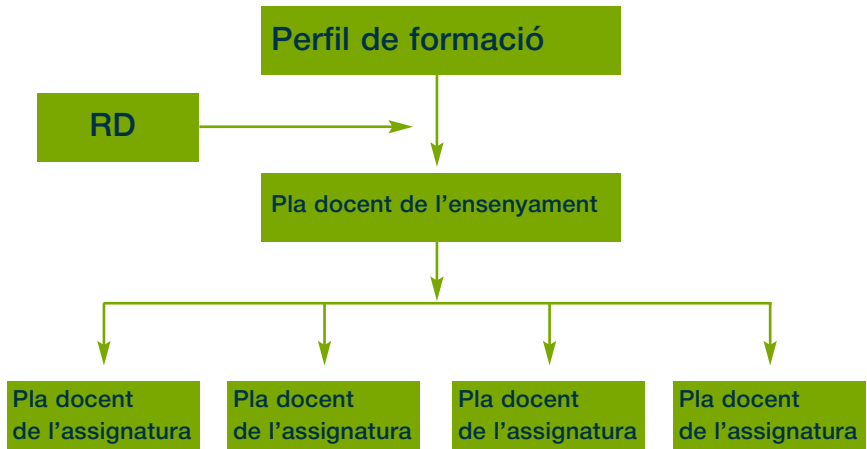 Perfil de formació
RD
Pla docent de l’ensenyament
Pla docent
de l’assignatura
Pla docent
de l’assignatura
Pla docent
de l’assignatura
Pla docent
de l’assignatura